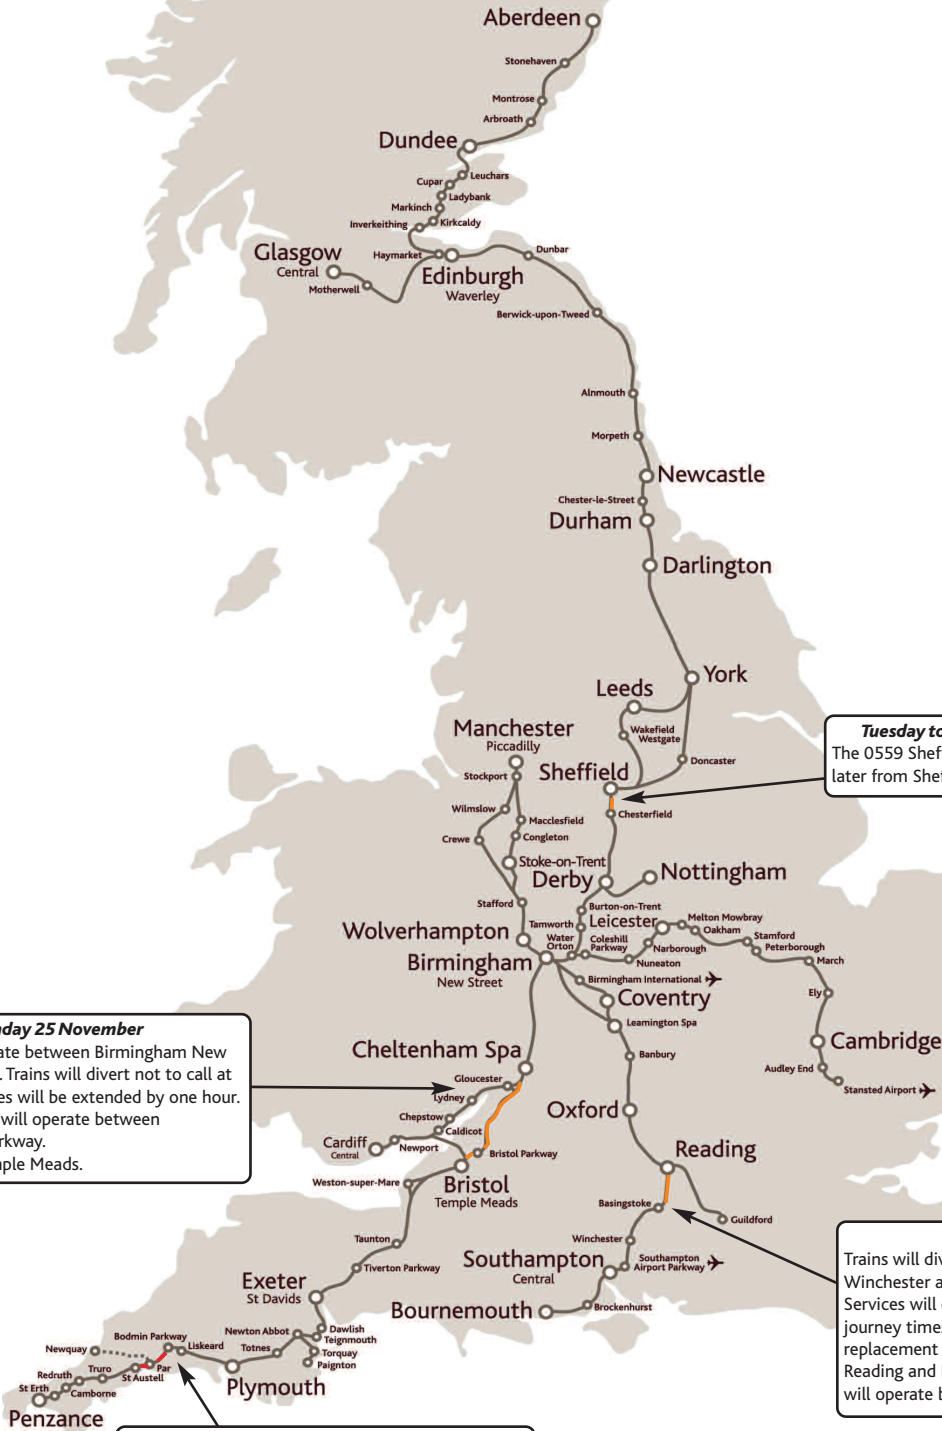 Aberdeen
Stonehaven
Montrose
Arbroath
Dundee
Leuchars
Cupar
Ladybank
Markinch
Kirkcaldy
Inverkeithing
Glasgow
Central
Motherwell
Haymarket
Edinburgh
Waverley
Dunbar
Berwick-upon-Tweed
Alnmouth
Morpeth
Newcastle
Chester-le-Street
Durham
Darlington
York
Leeds
Wakefield
Westgate
Doncaster
Manchester
Piccadilly
Stockport
Sheffield
Chesterfield
Wilmslow
Macclesfield
Crewe
Congleton
Stoke-on-Trent
Derby
Nottingham
Stafford
Burton-on-Trent
Tamworth
Leicester
Melton Mowbray
Oakham
Stamford
Peterborough
March
Wolverhampton
Water
Orton
Coleshill
Parkway
Narborough
Nuneaton
Birmingham
New Street
Birmingham International
Ely
Coventry
Leamington Spa
Cambridge
Banbury
Audley End
Stansted Airport
Cheltenham Spa
Gloucester
Lydney
Chepstow
Caldicot
Cardiff
Central
Newport
Bristol Parkway
Oxford
Reading
Weston-super-Mare
Bristol
Temple Meads
Basingstoke
Guildford
Taunton
Tiverton Parkway
Winchester
Southampton
Central
Southampton
Airport Parkway
Exeter
St Davids
Bournemouth
Brockenhurst
Newton Abbot
Dawlish
Teignmouth
Torquay
Paignton
Totnes
Bodmin Parkway
Liskeard
Newquay
Par
Truro
St Austell
Redruth
St Erth
Camborne
Plymouth
Penzance
Tuesday to
The 0559 Shef
later from Shef
day 25 November
ate between Birmingham New
. Trains will divert not to call at
es will be extended by one hour.
will operate between
rkway.
ple Meads.
Trains will div
Winchester a
Services will
journey times
replacement
Reading and
will operate b